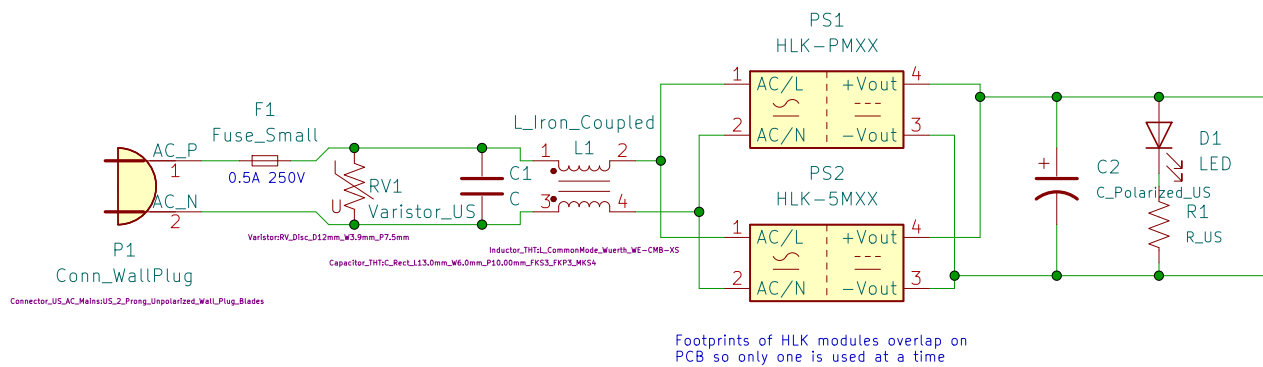 PS1
HLK-PMXX
1
AC/L
+Vout
4
2
AC/N
-Vout
3
F1
Fuse_Small
0.5A 250V
AC_P
1
AC_N
2
P1
Conn_WallPlug
Connector_US_AC_Mains:US_2_Prong_Unpolarized_Wall_Plug_Blades
U
RV1
Varistor_US
Varistor:RV_Disc_D12mm_W3.9mm_P7.5mm
C1
C
Capacitor_THT:C_Rect_L13.0mm_W6.0mm_P10.00mm_FKS3_FKP3_MKS4
L_Iron_Coupled
L1
1
2
3
4
Inductor_THT:L_CommonMode_Wuerth_WE-CMB-XS
PS2
HLK-5MXX
1
AC/L
+Vout
4
2
AC/N
-Vout
3
+
C2
C_Polarized_US
D1
LED
R1
R_US
Footprints of HLK modules overlap on
PCB so only one is used at a time